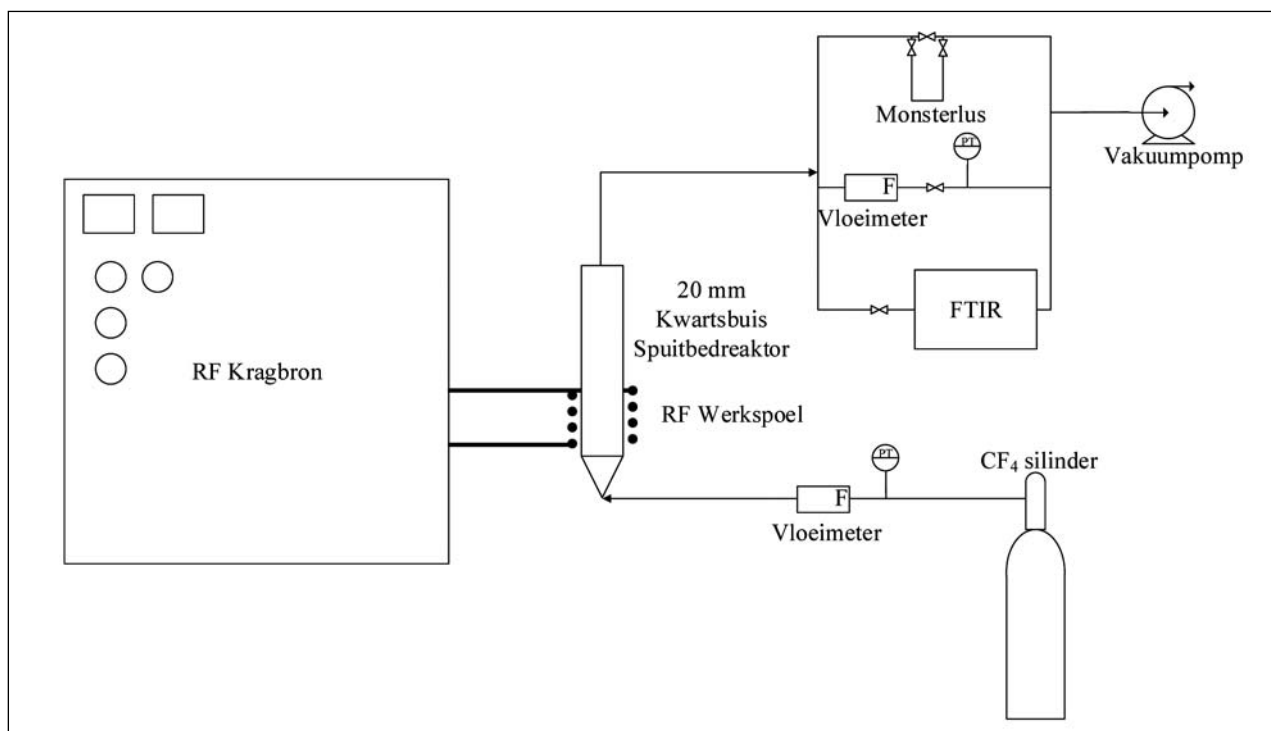 Monsterlus
PT
Vakuumpomp
F
Vloeimeter
20 mm
Kwartsbuis
Spuitbedreaktor
FTIR
RF Kragbron
RF Werkspoel
PT
CF₄ silinder
F
Vloeimeter